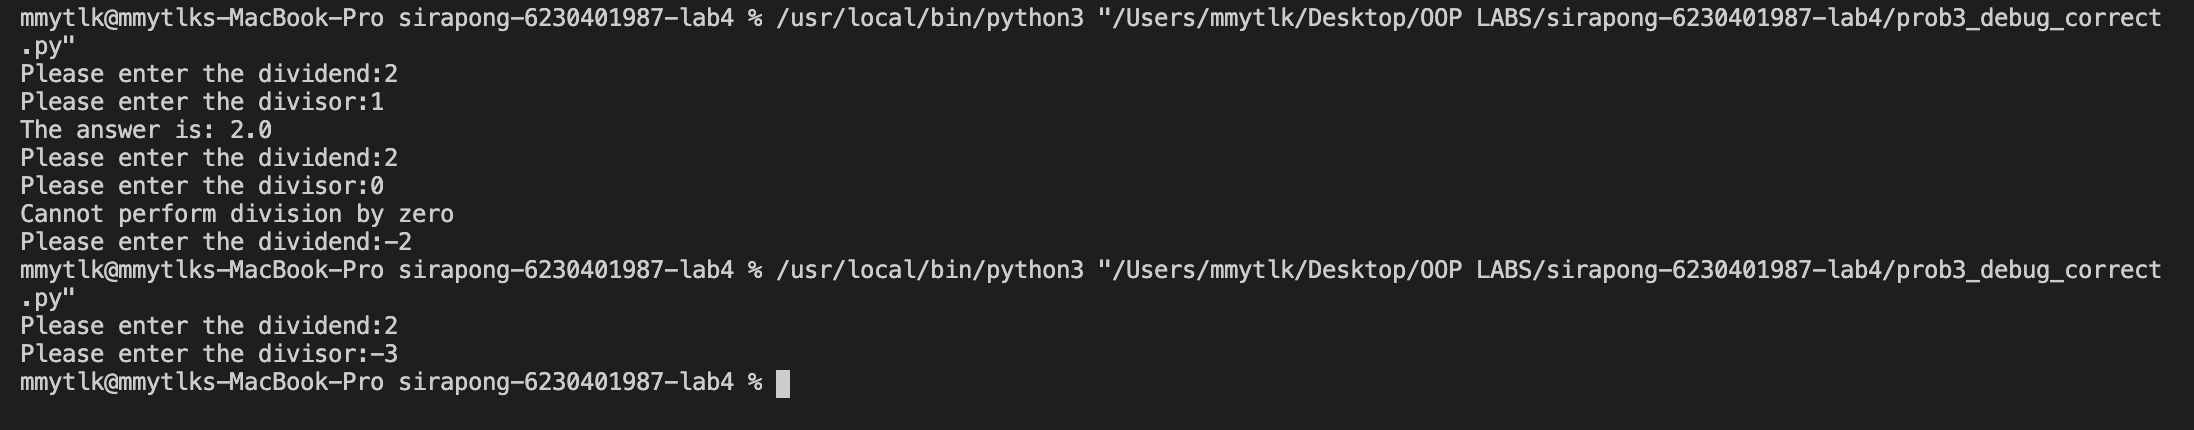 mmytlk@mmytlks-MacBook-Pro sirapong-6230401987-lab4 % /usr/local/bin/python3 "/Users/mmytlk/Desktop/OOP LABS/sirapong-6230401987-lab4/prob3_debug_correct
.py"
Please enter the dividend:2
Please enter the divisor:1
The answer is: 2.0
Please enter the dividend:2
Please enter the divisor:0
Cannot perform division by zero
Please enter the dividend:-2
mmytlk@mmytlks-MacBook-Pro sirapong-6230401987-lab4 % /usr/local/bin/python3 "/Users/mmytlk/Desktop/OOP LABS/sirapong-6230401987-lab4/prob3_debug_correct
.py"
Please enter the dividend:2
Please enter the divisor:-3
mmytlk@mmytlks-MacBook-Pro sirapong-6230401987-lab4 %